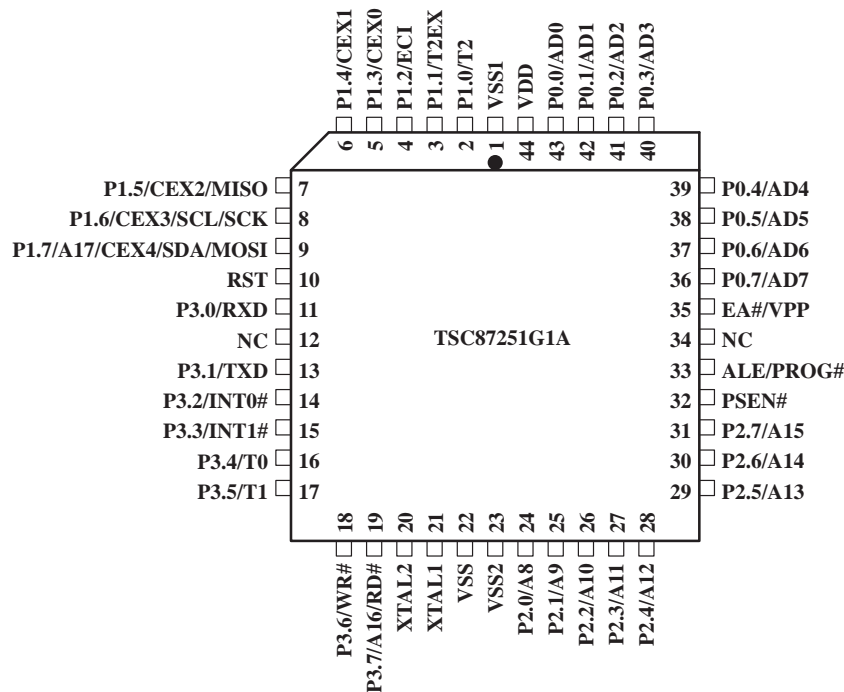 P1.4/CEX1
P1.3/CEX0
P1.2/ECI
P1.1/T2EX
P1.0/T2
VSS1
VDD
P0.0/AD0
P0.1/AD1
P0.2/AD2
P0.3/AD3
6 5 4 3 2 1 44 43 42 41 40
P1.5/CEX2/MISO 7
P1.6/CEX3/SCL/SCK 8
P1.7/A17/CEX4/SDA/MOSI 9
RST 10
P3.0/RXD 11
NC 12
P3.1/TXD 13
P3.2/INT0# 14
P3.3/INT1# 15
P3.4/T0 16
P3.5/T1 17
TSC87251G1A
39 P0.4/AD4
38 P0.5/AD5
37 P0.6/AD6
36 P0.7/AD7
35 EA#/VPP
34 NC
33 ALE/PROG#
32 PSEN#
31 P2.7/A15
30 P2.6/A14
29 P2.5/A13
18 19 20 21 22 23 24 25 26 27 28
P3.6/WR#
P3.7/A16/RD#
XTAL2
XTAL1
VSS
VSS2
P2.0/A8
P2.1/A9
P2.2/A10
P2.3/A11
P2.4/A12